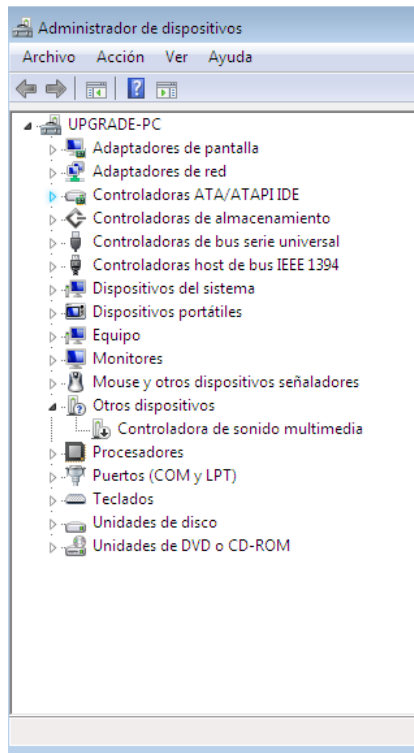 Administrador de dispositivos
Archivo Acción Ver Ayuda
UPGRADE-PC
Adaptadores de pantalla
Adaptadores de red
Controladoras ATA/ATAPI IDE
Controladoras de almacenamiento
Controladoras de bus serie universal
Controladoras host de bus IEEE 1394
Dispositivos del sistema
Dispositivos portátiles
Equipo
Monitores
Mouse y otros dispositivos señaladores
Otros dispositivos
Controladora de sonido multimedia
Procesadores
Puertos (COM y LPT)
Teclados
Unidades de disco
Unidades de DVD o CD-ROM